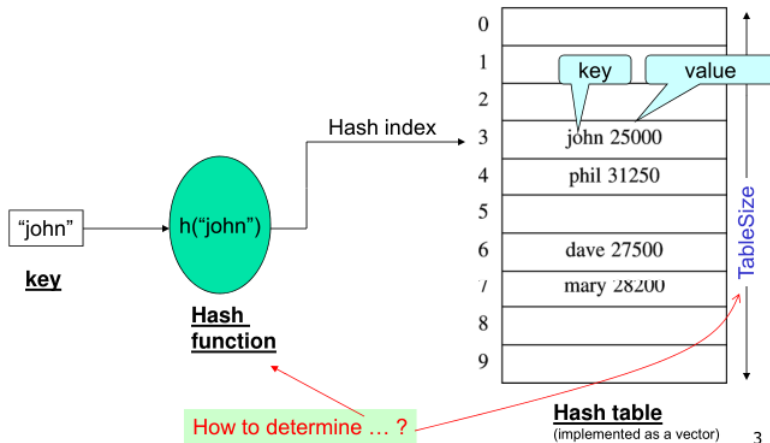 0
1
key
value
2
Hash index
3
john 25000
4
phil 31250
5
"john"
h("john")
TableSize
6
dave 27500
key
7
mary 28200
Hash
function
8
9
How to determine … ?
Hash table
(implemented as a vector)
3